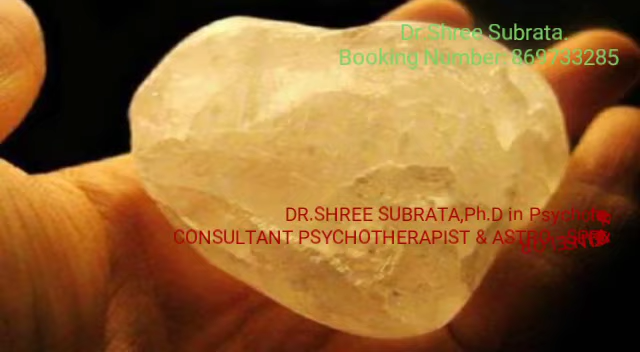 Dr.Shree Subrata.
Booking Number: 869733285
DR.SHREE SUBRATA,Ph.D in
CONSULTANT PSYCHOTHERAPIST &